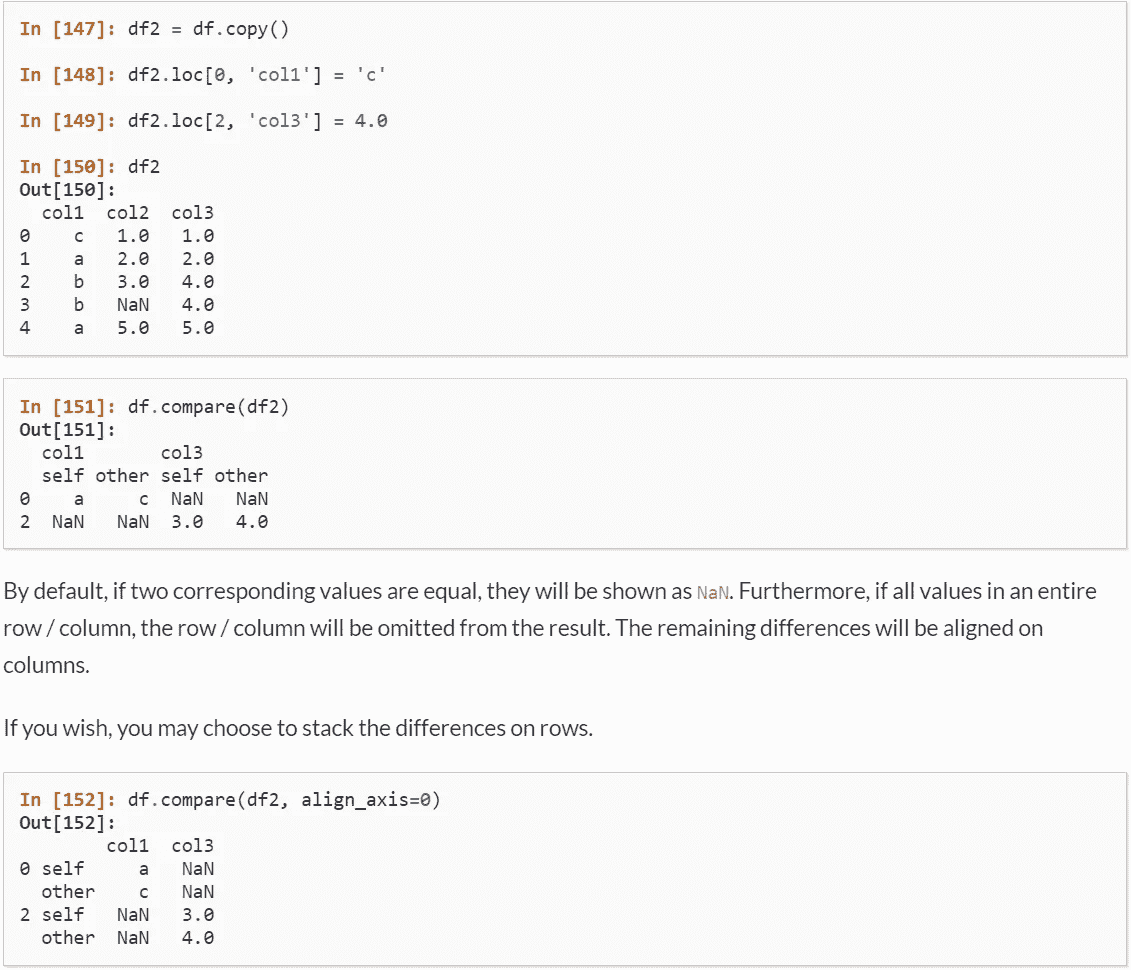 In [147]: df2 = df.copy()
In [148]: df2.loc[0, 'col1'] = 'c'
In [149]: df2.loc[2, 'col3'] = 4.0
In [150]: df2
Out[150]:
  col1  col2  col3
0    c   1.0   1.0
1    a   2.0   2.0
2    b   3.0   4.0
3    b   NaN   4.0
4    a   5.0   5.0
In [151]: df.compare(df2)
Out[151]:
  col1       col3
  self other self other
0    a     c  NaN   NaN
2  NaN   NaN  3.0   4.0
By default, if two corresponding values are equal, they will be shown as NaN. Furthermore, if all values in an entire
row / column, the row / column will be omitted from the result. The remaining differences will be aligned on
columns.
If you wish, you may choose to stack the differences on rows.
In [152]: df.compare(df2, align_axis=0)
Out[152]:
        col1  col3
0 self     a   NaN
  other    c   NaN
2 self   NaN   3.0
  other  NaN   4.0